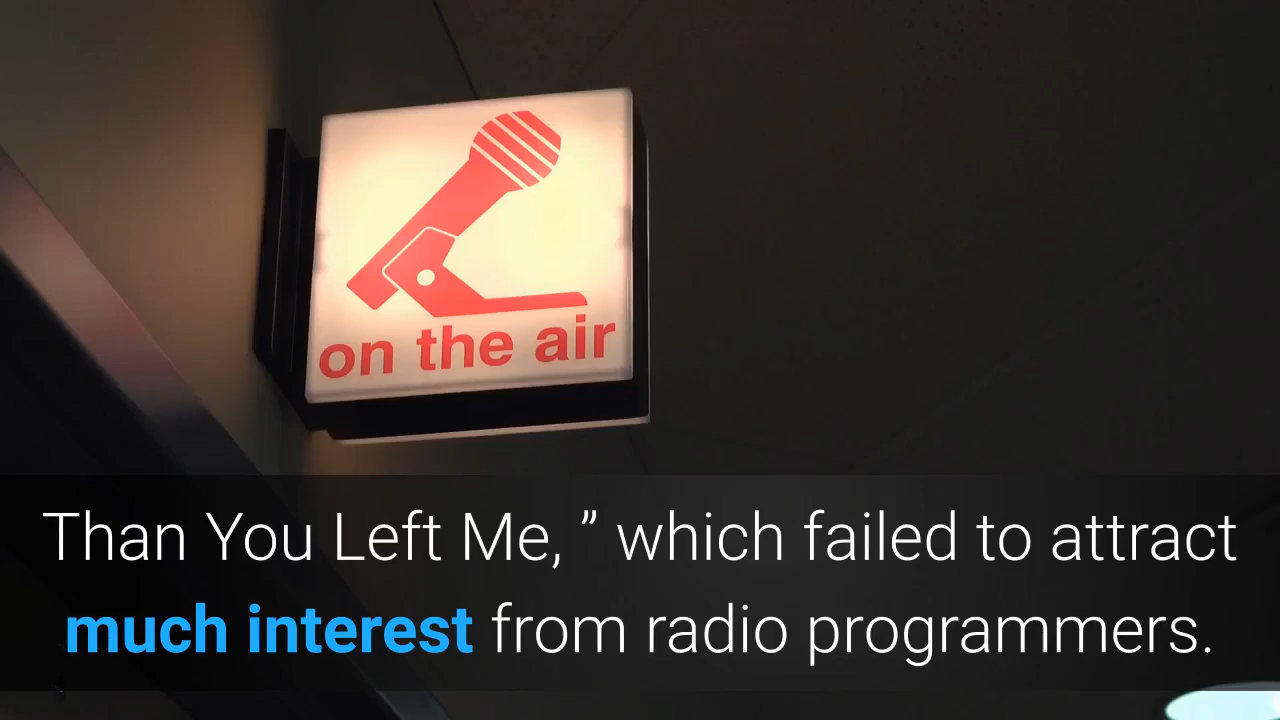 on the air
Than You Left Me, ” which failed to attract
much interest from radio programmers.